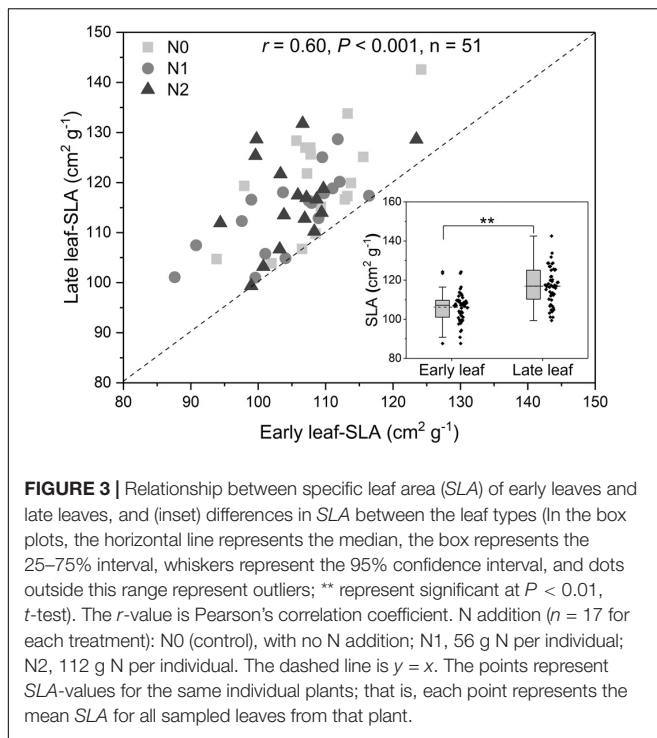 150
140
130
120
110
100
90
80
Late leaf-SLA (cm² g⁻¹)
N0
N1
N2
r = 0.60, P < 0.001, n = 51
160
140
120
100
80
SLA (cm² g⁻¹)
**
Early leaf
Late leaf
80 90 100 110 120 130 140 150
Early leaf-SLA (cm² g⁻¹)
FIGURE 3 | Relationship between specific leaf area (SLA) of early leaves and
late leaves, and (inset) differences in SLA between the leaf types (In the box
plots, the horizontal line represents the median, the box represents the
25–75% interval, whiskers represent the 95% confidence interval, and dots
outside this range represent outliers; ** represent significant at P < 0.01,
t-test). The r-value is Pearson's correlation coefficient. N addition (n = 17 for
each treatment): N0 (control), with no N addition; N1, 56 g N per individual;
N2, 112 g N per individual. The dashed line is y = x. The points represent
SLA-values for the same individual plants; that is, each point represents the
mean SLA for all sampled leaves from that plant.